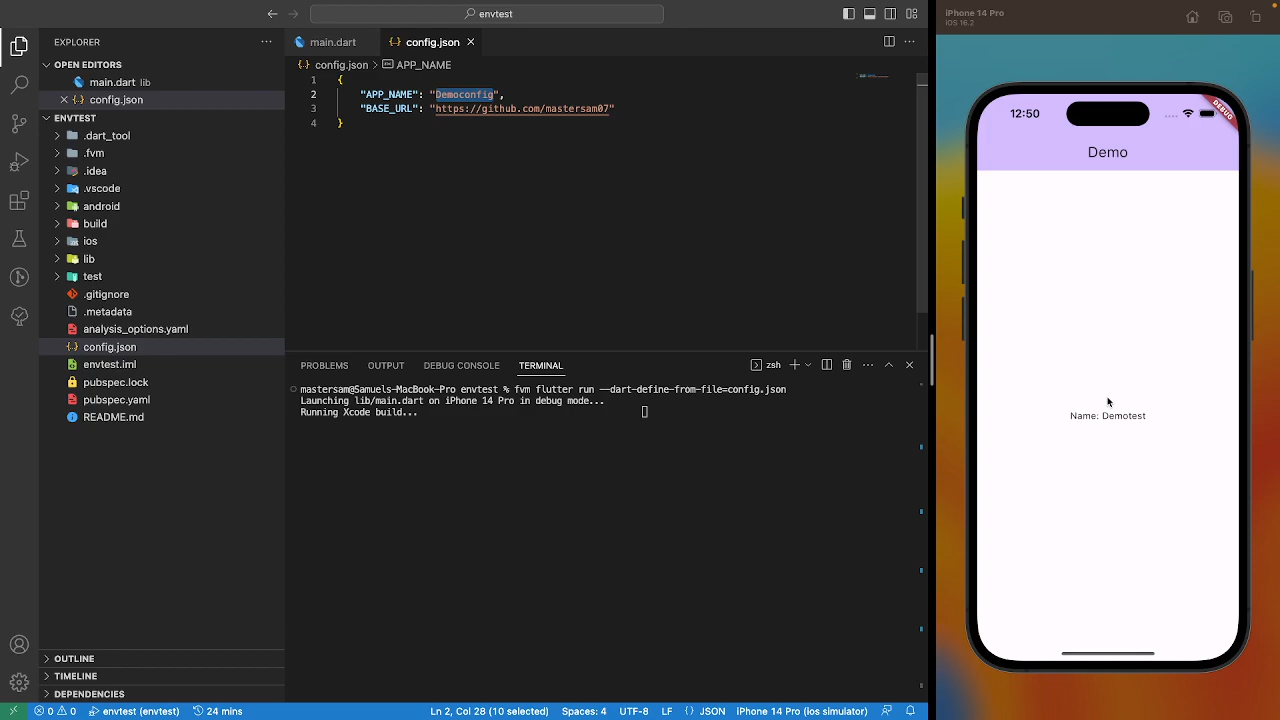 envtest
EXPLORER
OPEN EDITORS
main.dart lib
config.json
ENVTEST
.dart_tool
.fvm
.idea
.vscode
android
build
ios
lib
test
.gitignore
.metadata
analysis_options.yaml
config.json
envtest.iml
pubspec.lock
pubspec.yaml
README.md
OUTLINE
TIMELINE
DEPENDENCIES
main.dart
config.json
config.json > APP_NAME
1 {
2 "APP_NAME": "Democonfig",
3 "BASE_URL": "https://github.com/mastersam07"
4 }
PROBLEMS OUTPUT DEBUG CONSOLE TERMINAL
zsh
mastersam@Samuels-MacBook-Pro envtest % fvm flutter run --dart-define-from-file=config.json
Launching lib/main.dart on iPhone 14 Pro in debug mode...
Running Xcode build...
0 0 envtest (envtest) 24 mins Ln 2, Col 28 (10 selected) Spaces: 4 UTF-8 LF {} JSON iPhone 14 Pro (ios simulator)
iPhone 14 Pro
iOS 16.2
12:50
DEBUG
Demo
Name: Demotest